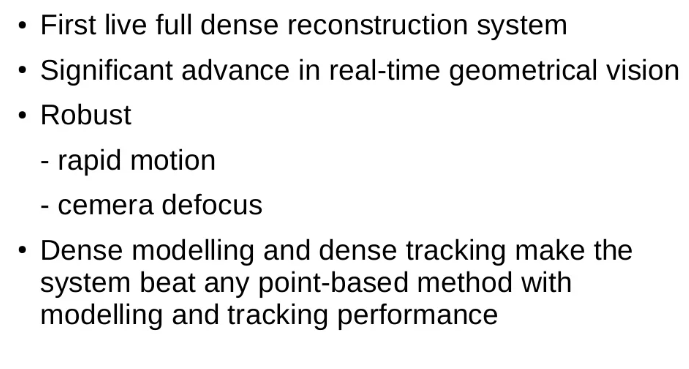 • First live full dense reconstruction system
• Significant advance in real-time geometrical vision
• Robust
- rapid motion
- cemera defocus
• Dense modelling and dense tracking make the
system beat any point-based method with
modelling and tracking performance